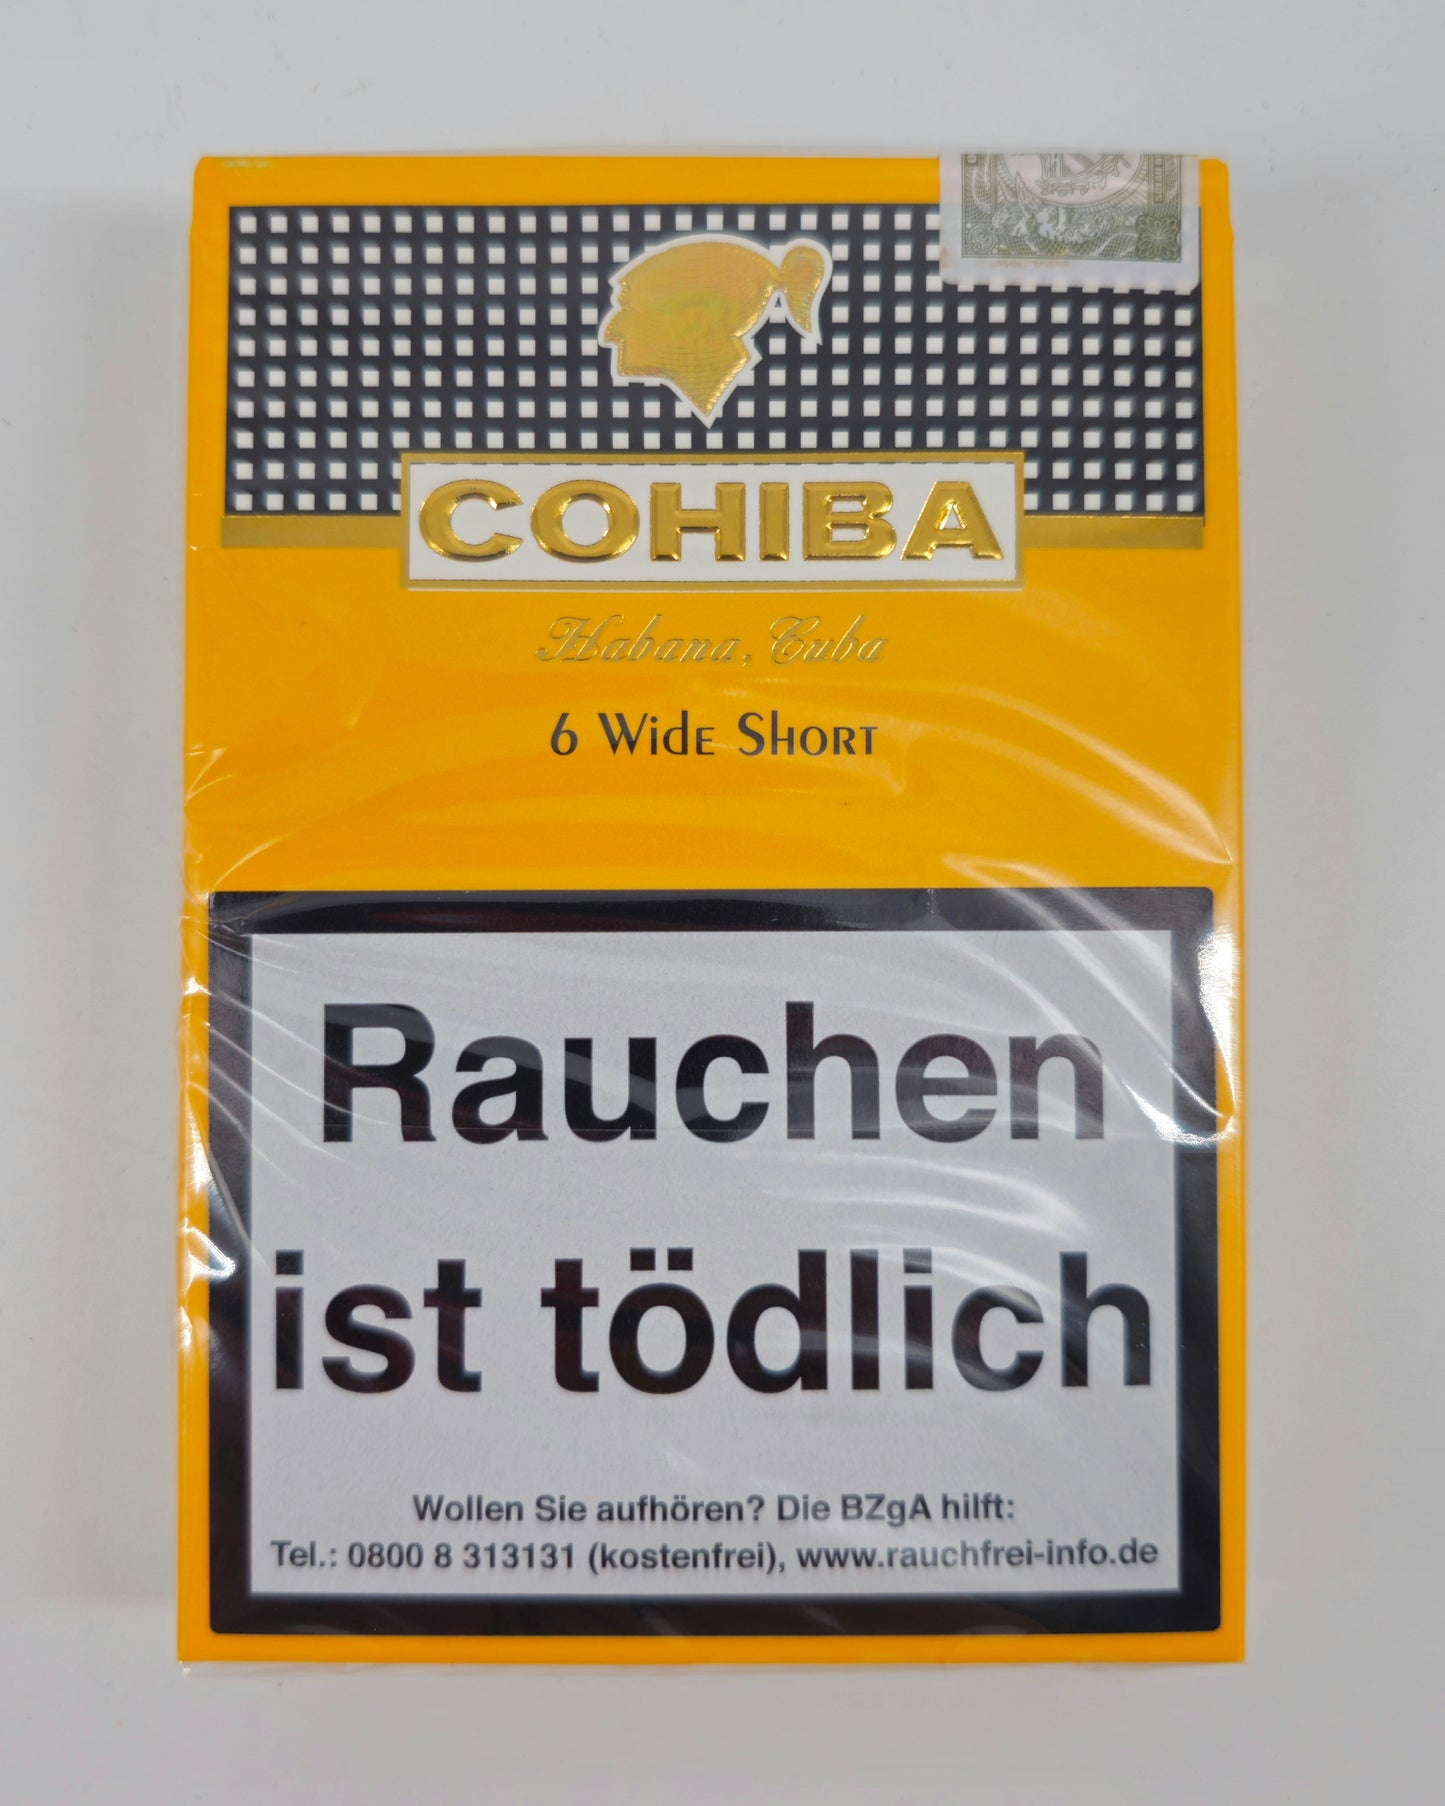 COHIBA
Habana, Cuba
6 Wide Short
Rauchen
ist tödlich
Wollen Sie aufhören? Die BZgA hilft:
Tel.: 0800 8 313131 (kostenfrei), www.rauchfrei-info.de